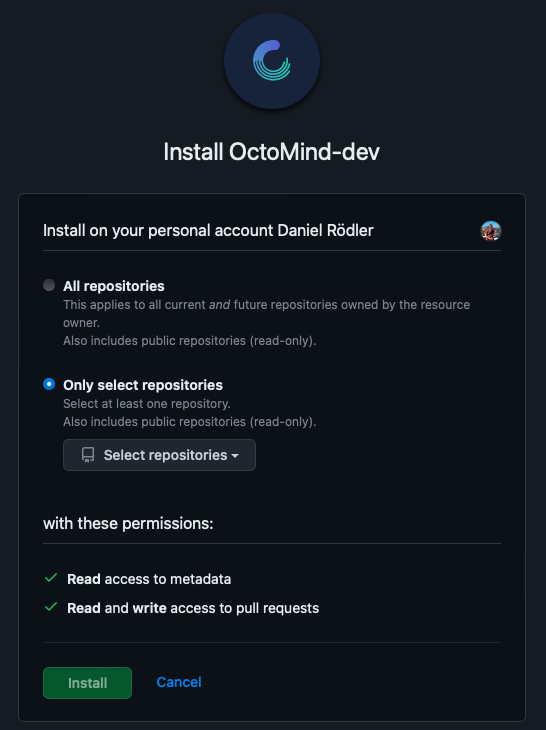 Install OctoMind-dev
Install on your personal account Daniel Rödler
All repositories
This applies to all current and future repositories owned by the resource
owner.
Also includes public repositories (read-only).
Only select repositories
Select at least one repository.
Also includes public repositories (read-only).
Select repositories
with these permissions:
Read access to metadata
Read and write access to pull requests
Install Cancel